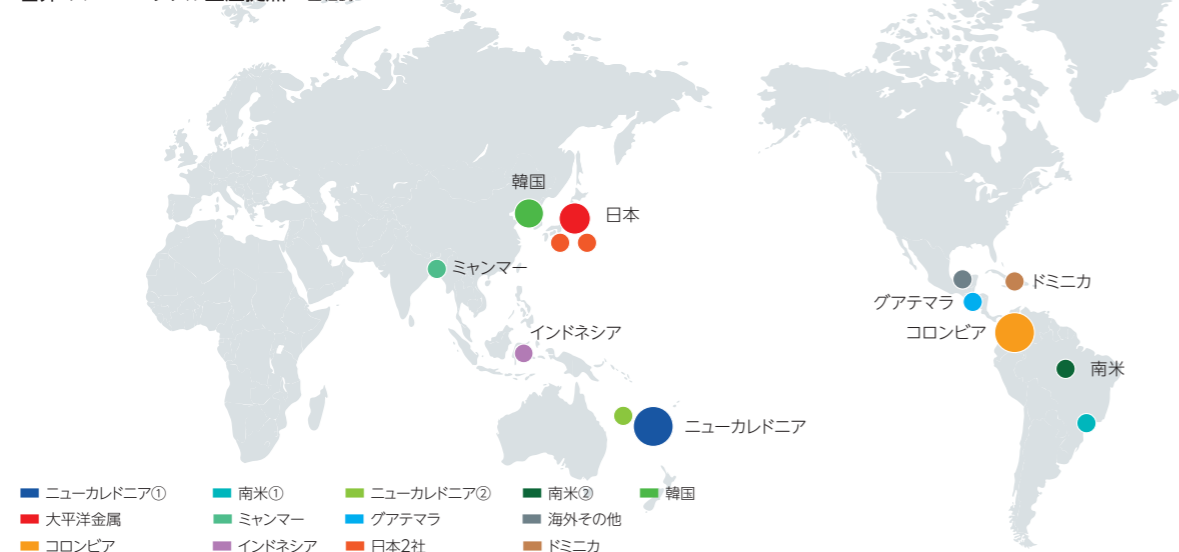 韓国
日本
ミャンマー
インドネシア
ドミニカ
グアテマラ
コロンビア
南米
ニューカレドニア
ニューカレドニア① 南米① ニューカレドニア② 南米② 韓国
大平洋金属 ミャンマー グアテマラ 海外その他
コロンビア インドネシア 日本2社 ドミニカ